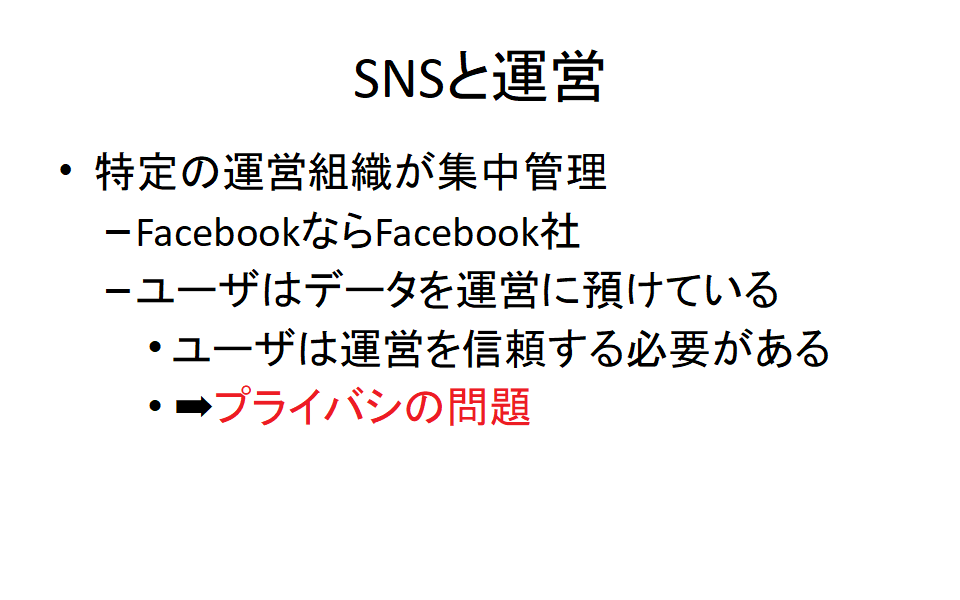 SNSと運営
• 特定の運営組織が集中管理
–FacebookならFacebook社
–ユーザはデータを運営に預けている
•ユーザは運営を信頼する必要がある
•➡プライバシの問題